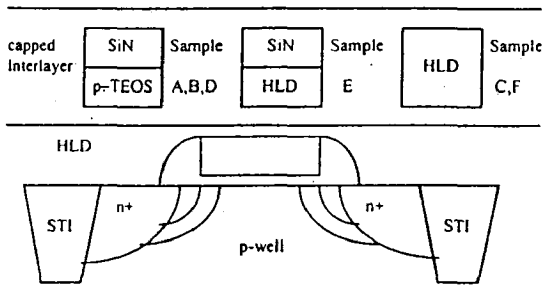 capped
Interlayer
SiN
p-TEOS
Sample
A,B,D
SiN
HLD
Sample
E
HLD
Sample
C,F
HLD
STI
n+
p-well
n+
STI